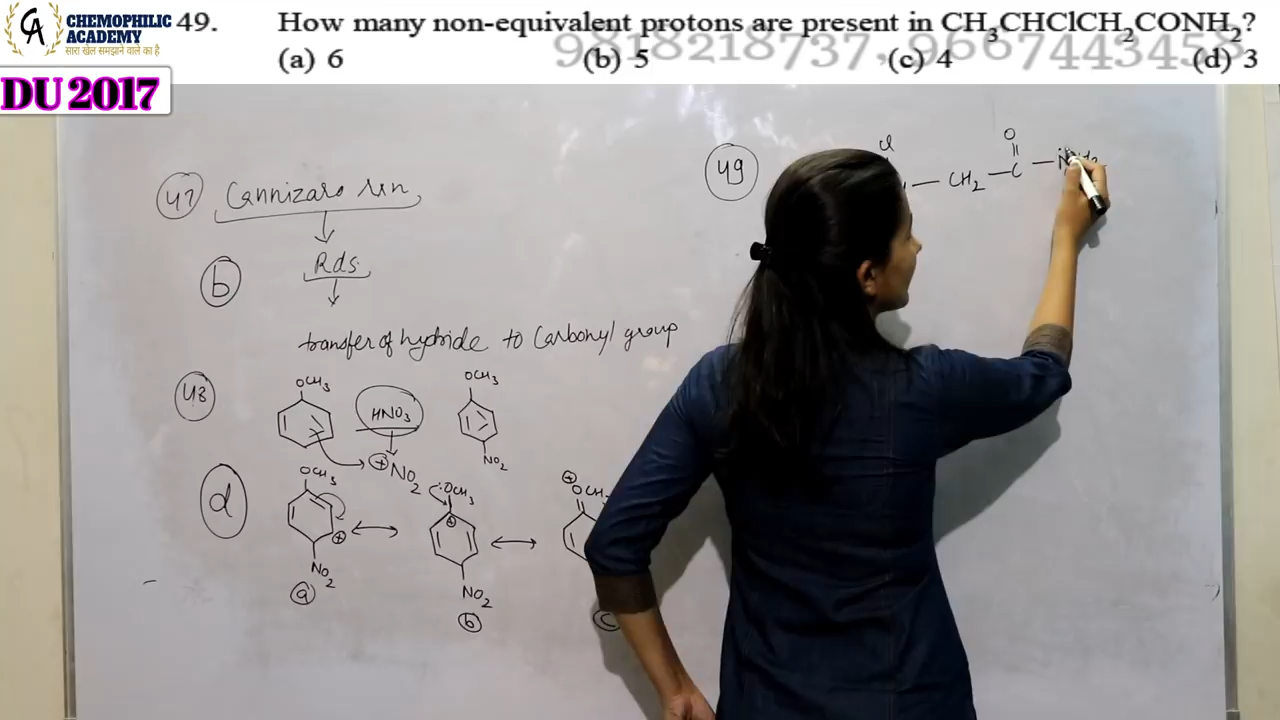 CHEMOPHILIC
ACADEMY
सारा खेल समझाने वाले का है
DU 2017
49. How many non-equivalent protons are present in CH3CHClCH2CONH2?
(a) 6 (b) 5 (c) 4 (d) 3
9818218737, 9667443458
47 Cannizaro rxn
b Rds
transfer of hydride to Carbonyl group
48
OCH3
HNO3
⊕NO2
OCH3
NO2
d
OCH3
⊕
NO2
a
:OCH3
⊕
NO2
b
⊕
OCH
c
49
Cl
O
— CH2 — C —